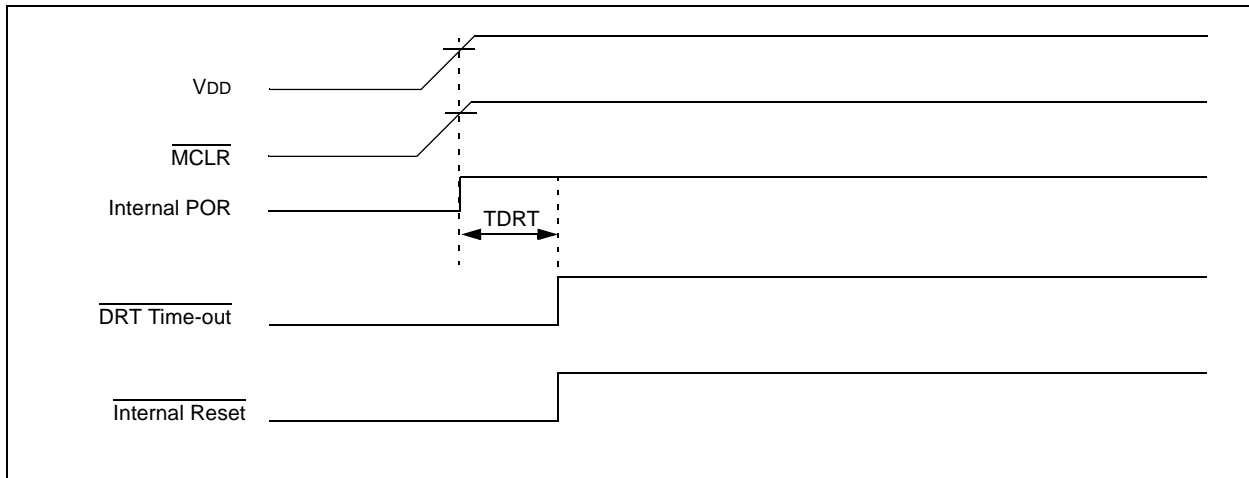 VDD
MCLR
Internal POR
TDRT
DRT Time-out
Internal Reset